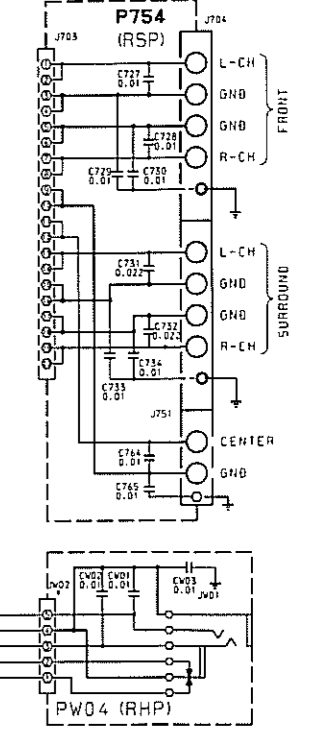 P754
(RSP)
J703
J704
C727
0.01
L-CH
GND
GND
R-CH
FRONT
C728
0.01
C729
0.01
C730
0.01
L-CH
GND
GND
R-CH
SURROUND
C731
0.022
C732
0.022
C734
0.01
C733
0.01
J751
CENTER
GND
C764
0.01
C765
0.01
JW02
CW02
0.01
CW01
0.01
CW03
0.01
JW01
PW04 (RHP)